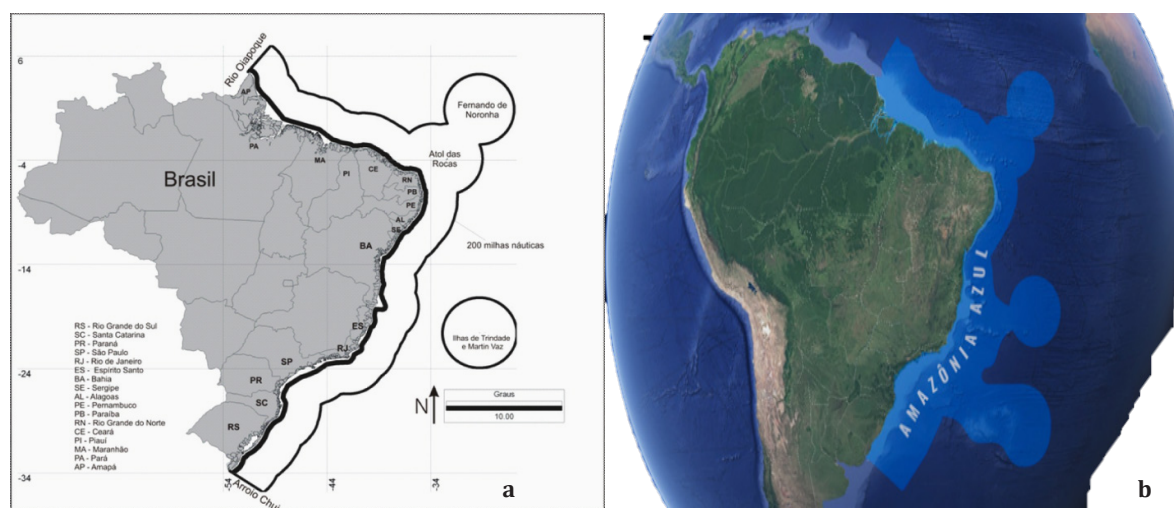 6
-4
-14
-24
-34
Rio Oiapoque
AP
PA
MA
PI
CE
RN
PB
PE
AL
SE
BA
ES
RJ
SP
PR
SC
RS
Brasil
Fernando de
Noronha
Atol das
Rocas
200 milhas náuticas
Ilhas de Trindade
e Martin Vaz
RS - Rio Grande do Sul
SC - Santa Catarina
PR - Paraná
SP - São Paulo
RJ - Rio de Janeiro
ES - Espírito Santo
BA - Bahia
SE - Sergipe
AL - Alagoas
PE - Pernambuco
PB - Paraíba
RN - Rio Grande do Norte
CE - Ceará
PI - Piauí
MA - Maranhão
PA - Pará
AP - Amapá
N
Graus
10.00
Arroio Chuí
-54
-44
-34
a
AMAZÔNIA AZUL
b